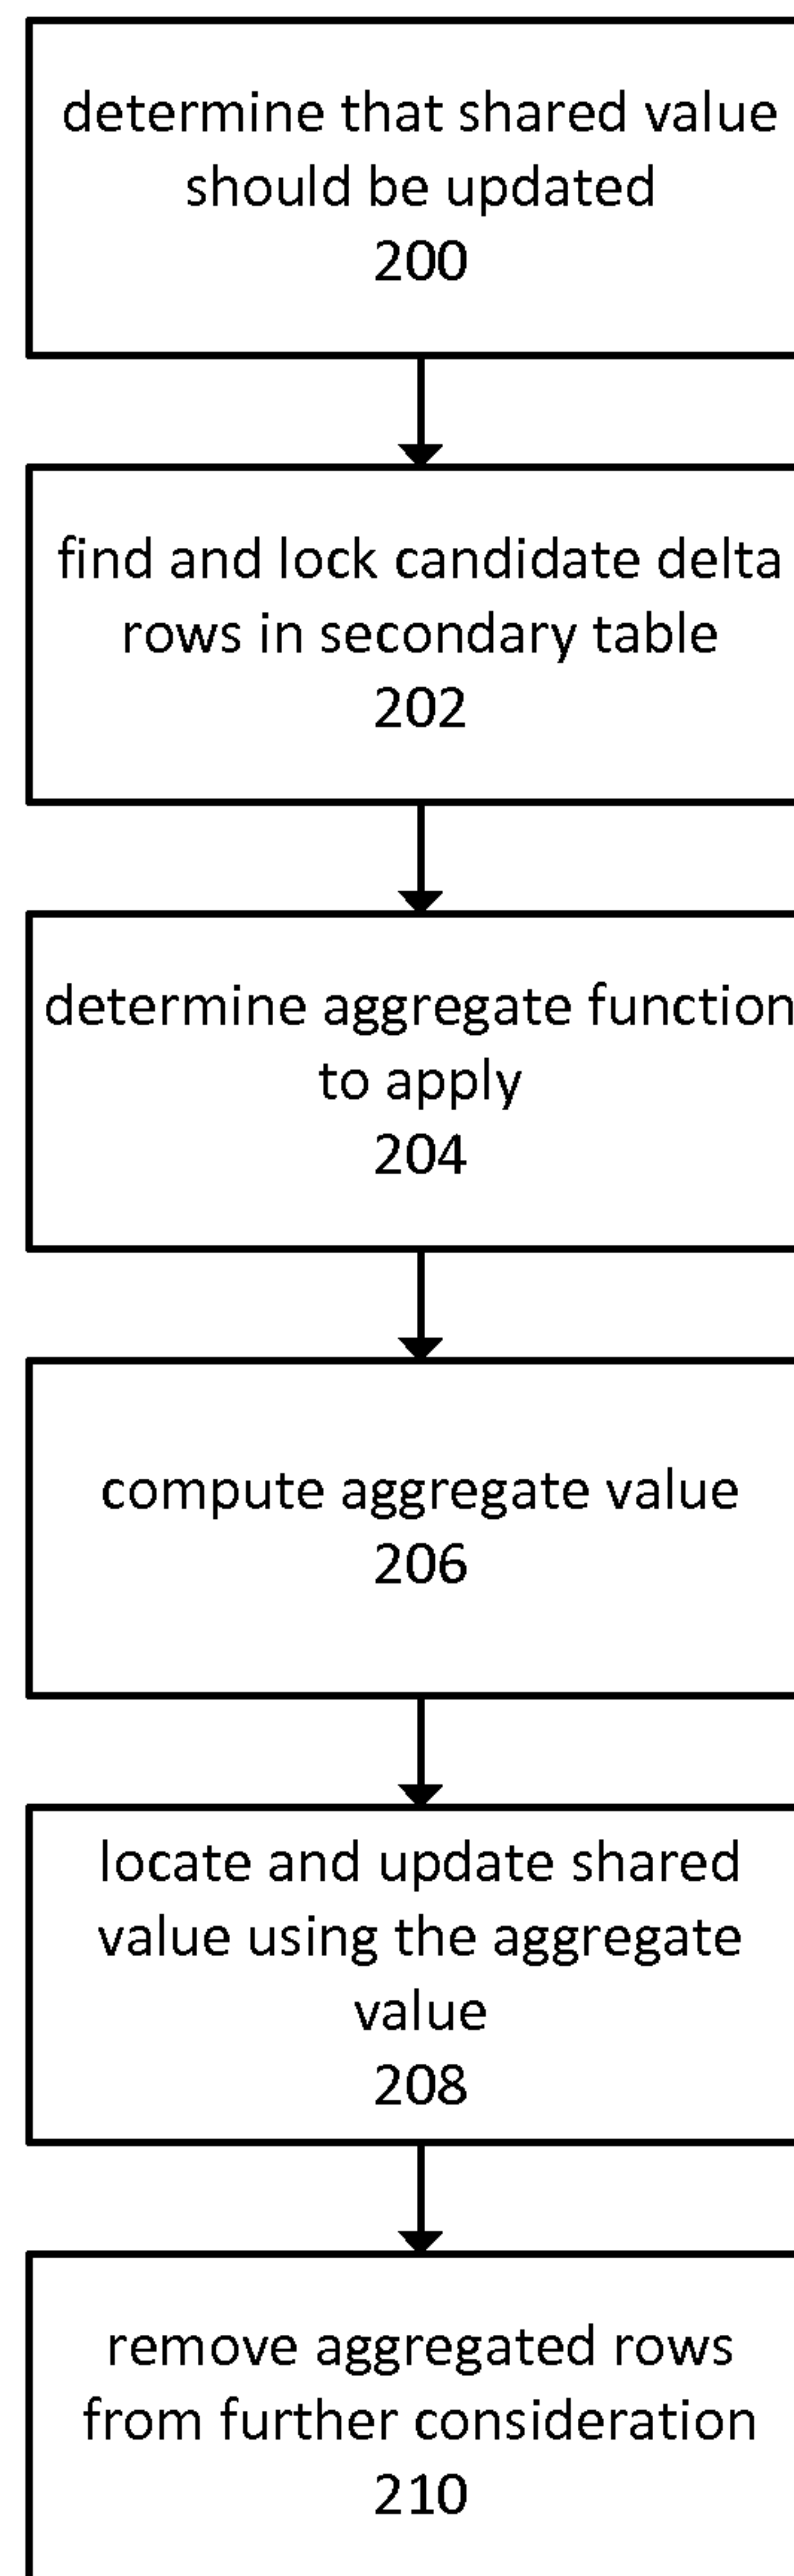 determine that shared value
should be updated
200
find and lock candidate delta
rows in secondary table
202
determine aggregate function
to apply
204
compute aggregate value
206
locate and update shared
value using the aggregate
value
208
remove aggregated rows
from further consideration
210